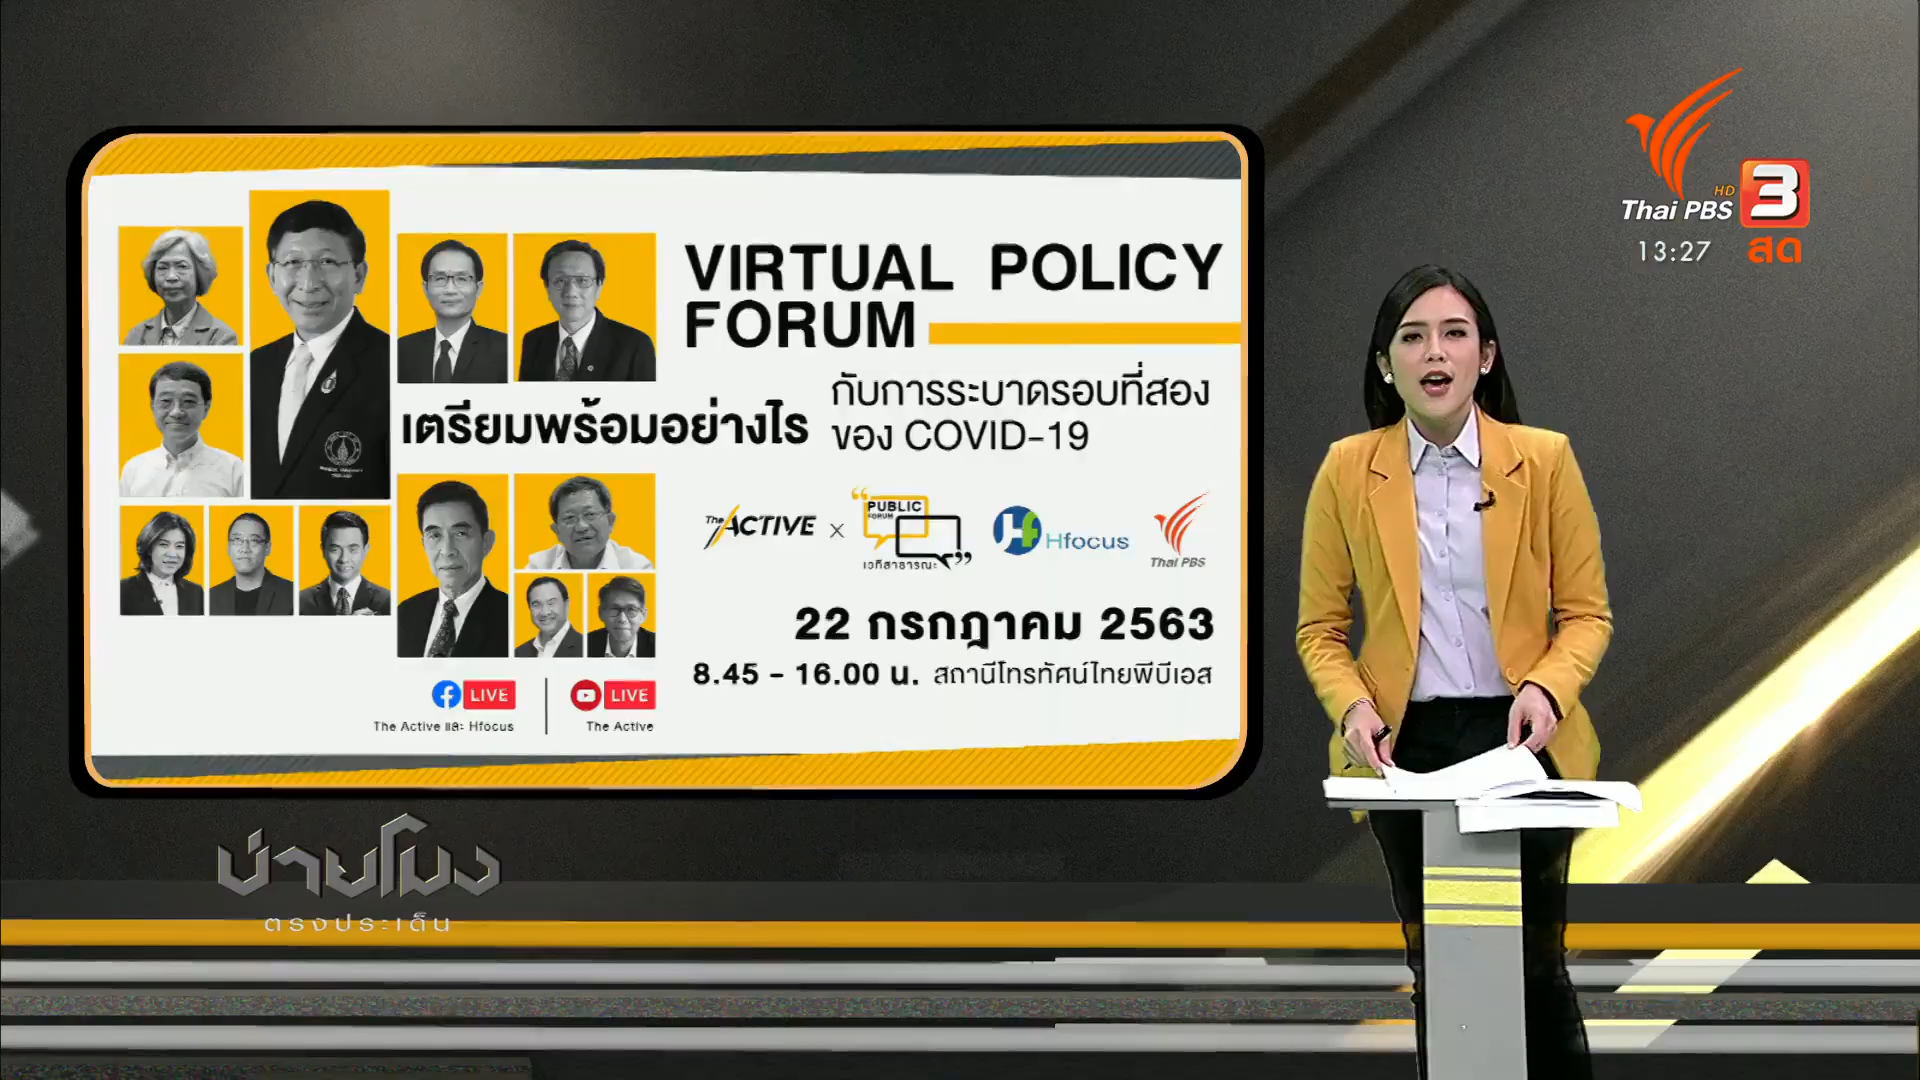 VIRTUAL POLICY
FORUM
เตรียมพร้อมอย่างไร
กับการระบาดรอบที่สอง
ของ COVID-19
The ACTIVE x
“ PUBLIC
FORUM
เวทีสาธารณะ ”
Hf Hfocus
Thai PBS
22 กรกฎาคม 2563
8.45 - 16.00 น. สถานีโทรทัศน์ไทยพีบีเอส
LIVE
The Active และ Hfocus
LIVE
The Active
HD
Thai PBS 3
13:27 สด
บ่ายโมง
ตรงประเด็น